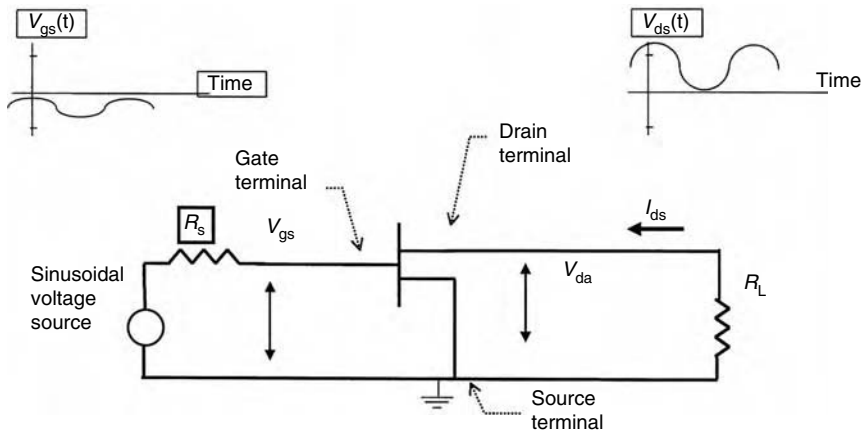 Vgs(t)
Time
Vds(t)
Time
Drain
terminal
Gate
terminal
Ids
Rs
Vgs
Vda
RL
Sinusoidal
voltage
source
Source
terminal